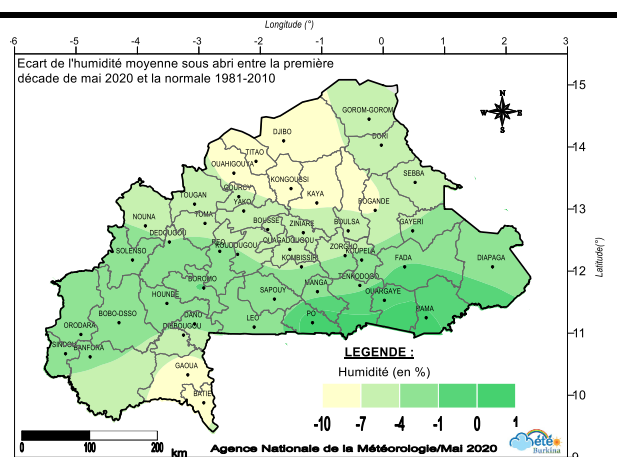 Longitude (°)
-6 -5 -4 -3 -2 -1 0 1 2 3
Ecart de l'humidité moyenne sous abri entre la première
décade de mai 2020 et la normale 1981-2010
15
GOROM-GOROM
N
W E
S
DJIBO
14
DORI
TITAO
OUAHIGOUYA
SEBBA
KONGOUSSI
GOURCY
KAYA
TOUGAN
YAKO
BOGANDE
13
NOUNA
TOMA
BOUSSE
ZINIARE
BOULSA
GAYERI
DEDOUGOU
REO
KOUDOUGOU
OUAGADOUGOU
ZORGHO
KOUPELA
SOLENSO
KOMBISSIRI
FADA
DIAPAGA
12
Latitude(°)
BOROMO
TENKODOGO
HOUNDE
SAPOUY
MANGA
OUARGAYE
BOBO-OSSO
DANO
LEO
PO
PAMA
ORODARA
DIEBOUGOU
11
SINDOU
BANFORA
LEGENDE :
GAOUA
Humidité (en %)
BATIE
10
-10 -7 -4 -1 0 1
0 100 200
km
Agence Nationale de la Météorologie/Mai 2020
météo
Burkina
9